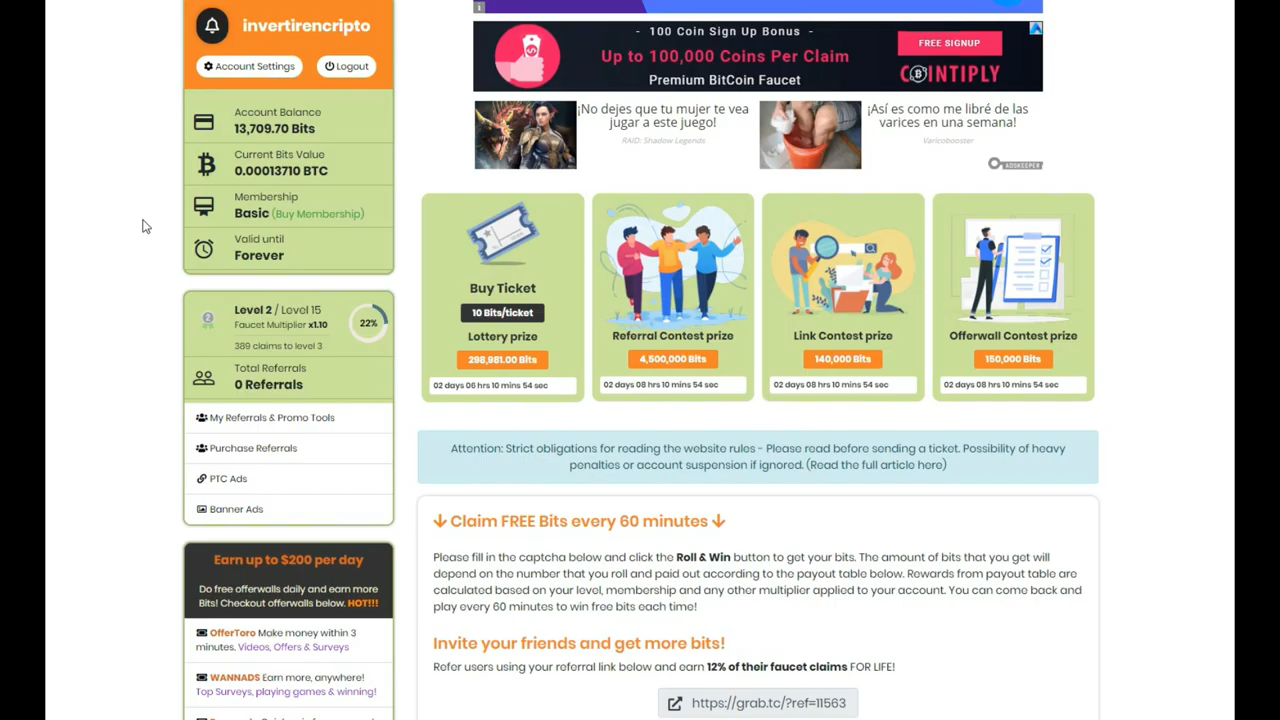 invertirencripto
Account Settings
Logout
Account Balance
13,709.70 Bits
Current Bits Value
0.00013710 BTC
Membership
Basic (Buy Membership)
Valid until
Forever
Level 2 / Level 15
Faucet Multiplier x1.10
22%
389 claims to level 3
Total Referrals
0 Referrals
My Referrals & Promo Tools
Purchase Referrals
PTC Ads
Banner Ads
Earn up to $200 per day
Do free offerwalls daily and earn more
Bits! Checkout offerwalls below. HOT!!!
OfferToro Make money within 3
minutes. Videos, Offers & Surveys
WANNADS Earn more, anywhere!
Top Surveys, playing games & winning!
- 100 Coin Sign Up Bonus -
Up to 100,000 Coins Per Claim
Premium BitCoin Faucet
FREE SIGNUP
COINTIPLY
¡No dejes que tu mujer te vea
jugar a este juego!
RAID: Shadow Legends
¡Así es como me libré de las
varices en una semana!
Varicobooster
ADSKEEPER
Buy Ticket
10 Bits/ticket
Lottery prize
298,981.00 Bits
02 days 06 hrs 10 mins 54 sec
Referral Contest prize
4,500,000 Bits
02 days 08 hrs 10 mins 54 sec
Link Contest prize
140,000 Bits
02 days 08 hrs 10 mins 54 sec
Offerwall Contest prize
150,000 Bits
02 days 08 hrs 10 mins 54 sec
Attention: Strict obligations for reading the website rules - Please read before sending a ticket. Possibility of heavy
penalties or account suspension if ignored. (Read the full article here)
Claim FREE Bits every 60 minutes
Please fill in the captcha below and click the Roll & Win button to get your bits. The amount of bits that you get will
depend on the number that you roll and paid out according to the payout table below. Rewards from payout table are
calculated based on your level, membership and any other multiplier applied to your account. You can come back and
play every 60 minutes to win free bits each time!
Invite your friends and get more bits!
Refer users using your referral link below and earn 12% of their faucet claims FOR LIFE!
https://grab.tc/?ref=11563